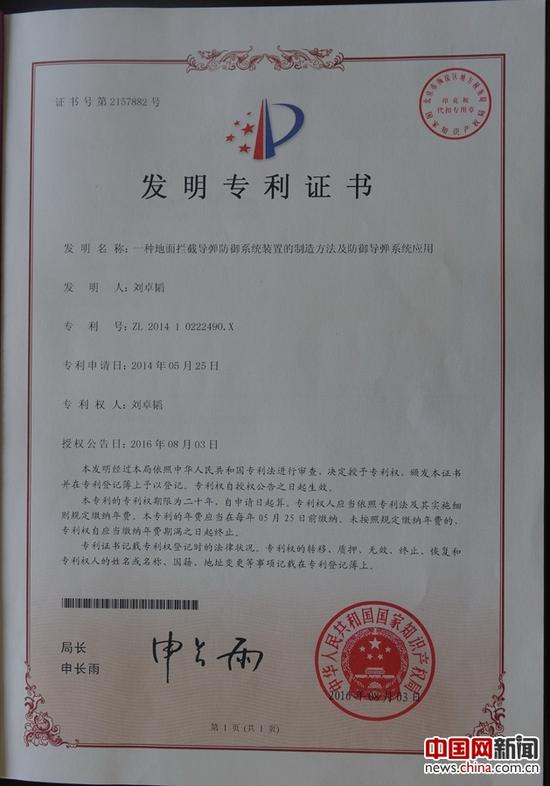 证书号第2157882号
印花税
代扣专用章
国家知识产权局
发明专利证书
发明名称：一种地面拦截导弹防御系统装置的制造方法及防御导弹系统应用
发明人：刘卓韬
专利号：ZL 2014 1 0222490.X
专利申请日：2014年05月25日
专利权人：刘卓韬
授权公告日：2016年08月03日
本发明经过本局依照中华人民共和国专利法进行审查，决定授予专利权，颁发本证书
并在专利登记簿上予以登记。专利权自授权公告之日起生效。
本专利的专利权期限为二十年，自申请日起算。专利权人应当依照专利法及其实施细
则规定缴纳年费。本专利的年费应当在每年05月25日前缴纳。未按照规定缴纳年费的，
专利权自应当缴纳年费期满之日起终止。
专利证书记载专利权登记时的法律状况。专利权的转移、质押、无效、终止、恢复和
专利权人的姓名或名称、国籍、地址变更等事项记载在专利登记簿上。
局长
申长雨
申长雨
中华人民共和国国家知识产权局
2016年08月03日
第1页(共1页)
中国网新闻
news.china.com.cn